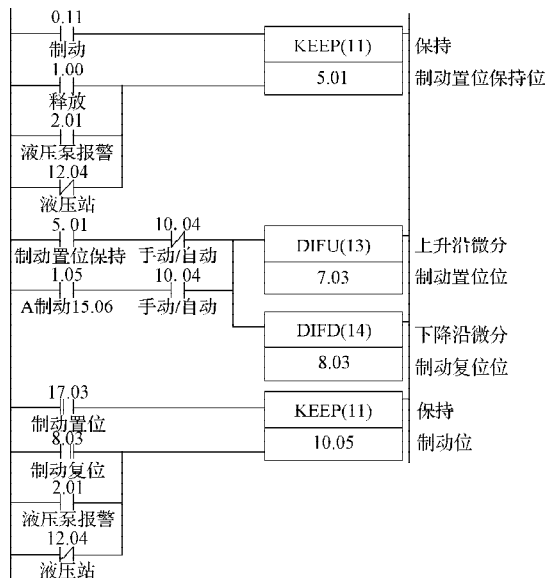 0.11
制动
KEEP(11)
保持
1.00
释放
5.01
制动置位保持位
2.01
液压泵报警
12.04
液压站
5.01
制动置位保持
10.04
手动/自动
DIFU(13)
上升沿微分
1.05
A制动15.06
10.04
手动/自动
7.03
制动置位位
DIFD(14)
下降沿微分
8.03
制动复位位
17.03
制动置位
KEEP(11)
保持
8.03
制动复位
10.05
制动位
2.01
液压泵报警
12.04
液压站